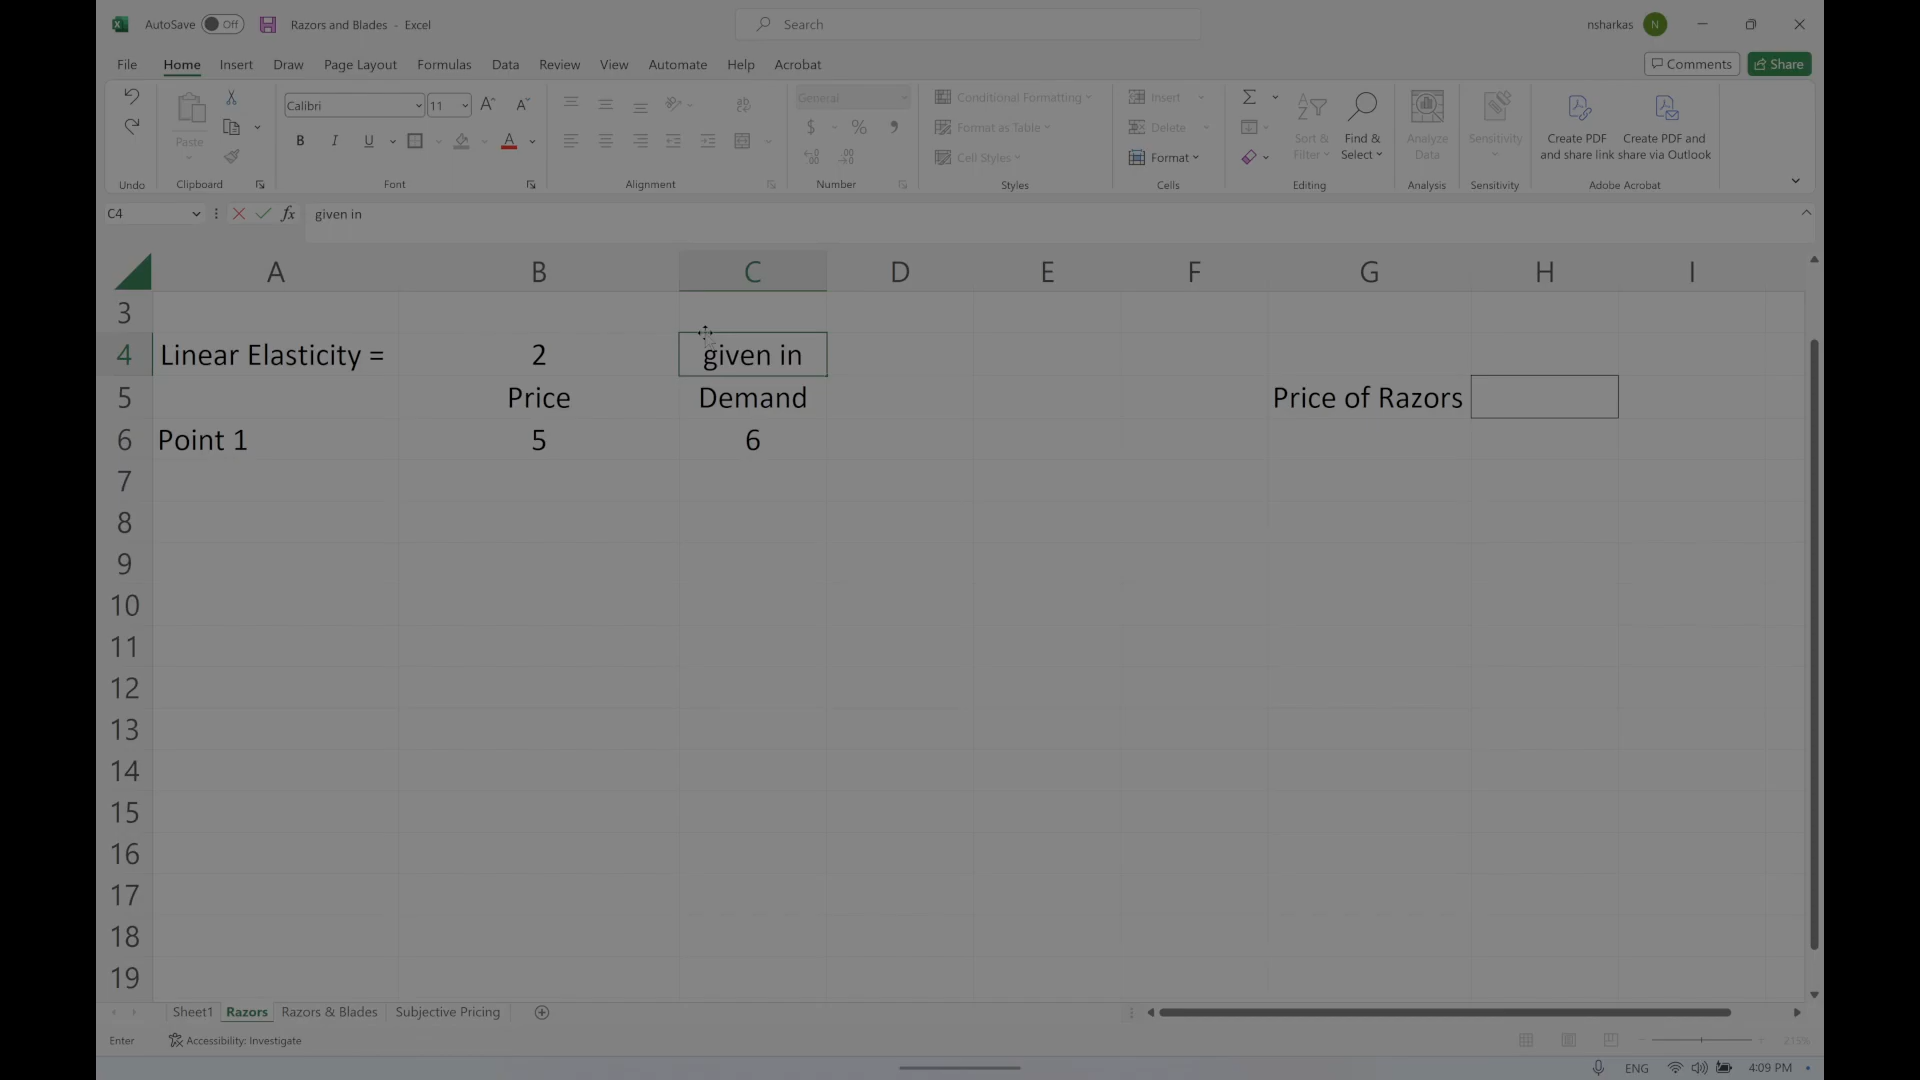 AutoSave Off Razors and Blades - Excel Search nsharkas N
File Home Insert Draw Page Layout Formulas Data Review View Automate Help Acrobat Comments Share
Calibri 11 General Conditional Formatting Insert
Paste B I U $ % Format as Table Delete Sort & Filter Find & Select Analyze Data Sensitivity Create PDF and share link Create PDF and share via Outlook
Cell Styles Format
Undo Clipboard Font Alignment Number Styles Cells Editing Analysis Sensitivity Adobe Acrobat
C4 fx given in
A B C D E F G H I
3
4 Linear Elasticity = 2 given in
5 Price Demand Price of Razors
6 Point 1 5 6
7
8
9
10
11
12
13
14
15
16
17
18
19
Sheet1 Razors Razors & Blades Subjective Pricing
Enter Accessibility: Investigate 215%
ENG 4:09 PM